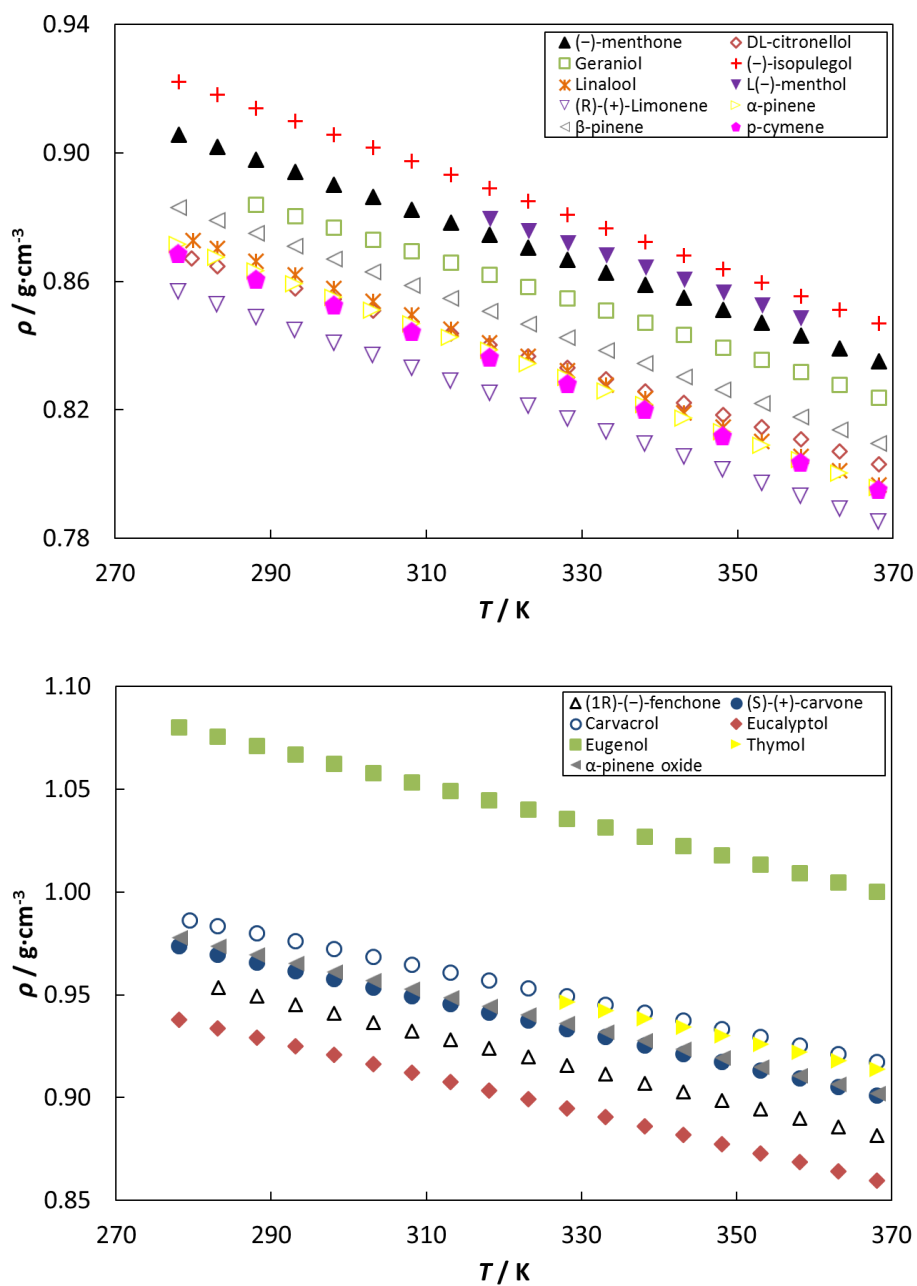 0.94
0.90
0.86
0.82
0.78
ρ / g·cm-3
(−)-menthone DL-citronellol
Geraniol (−)-isopulegol
Linalool L(−)-menthol
(R)-(+)-Limonene α-pinene
β-pinene p-cymene
270 290 310 330 350 370
T / K
1.10
1.05
1.00
0.95
0.90
0.85
ρ / g·cm-3
(1R)-(−)-fenchone (S)-(+)-carvone
Carvacrol Eucalyptol
Eugenol Thymol
α-pinene oxide
270 290 310 330 350 370
T / K